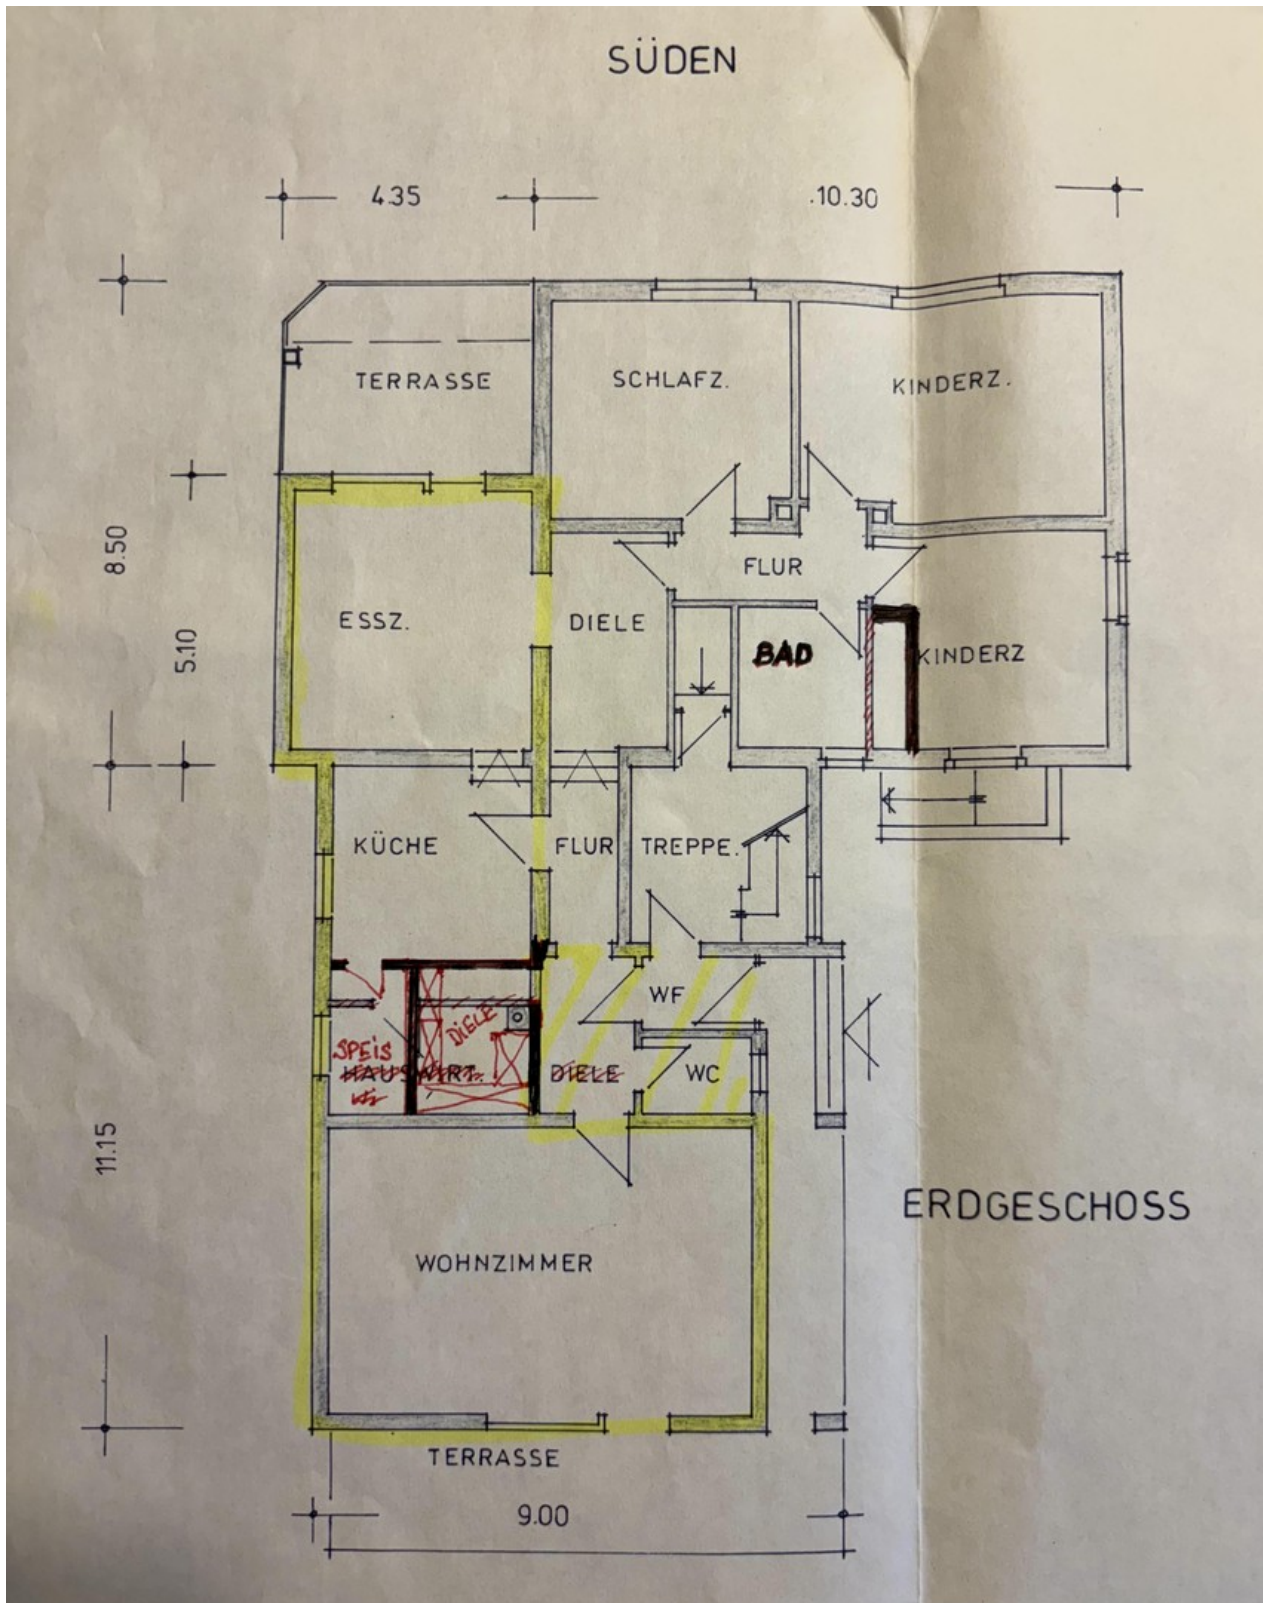 SÜDEN
4.35
10.30
TERRASSE
SCHLAFZ.
KINDERZ.
8.50
FLUR
ESSZ.
DIELE
5.10
BAD
KINDERZ
KÜCHE
FLUR
TREPPE.
WF
DIELE
SPEIS
HAUSWIRT.
DIELE
WC
11.15
ERDGESCHOSS
WOHNZIMMER
TERRASSE
9.00